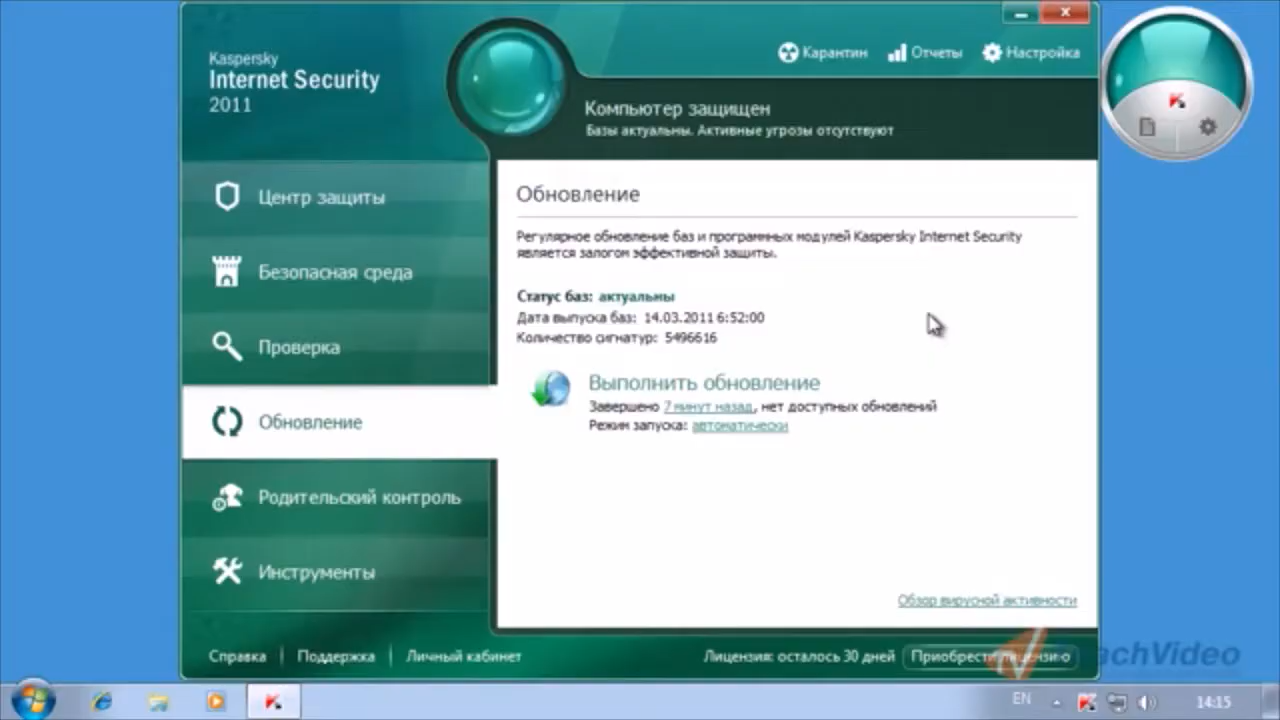 Kaspersky
Internet Security
2011
Карантин
Отчеты
Настройка
Компьютер защищен
Базы актуальны. Активные угрозы отсутствуют
Центр защиты
Безопасная среда
Проверка
Обновление
Родительский контроль
Инструменты
Обновление
Регулярное обновление баз и программных модулей Kaspersky Internet Security
является залогом эффективной защиты.
Статус баз: актуальны
Дата выпуска баз: 14.03.2011 6:52:00
Количество сигнатур: 5496616
Выполнить обновление
Завершено 7 минут назад, нет доступных обновлений
Режим запуска: автоматически
Обзор вирусной активности
Справка
Поддержка
Личный кабинет
Лицензия: осталось 30 дней
Приобрести лицензию
achVideo
EN
14:15